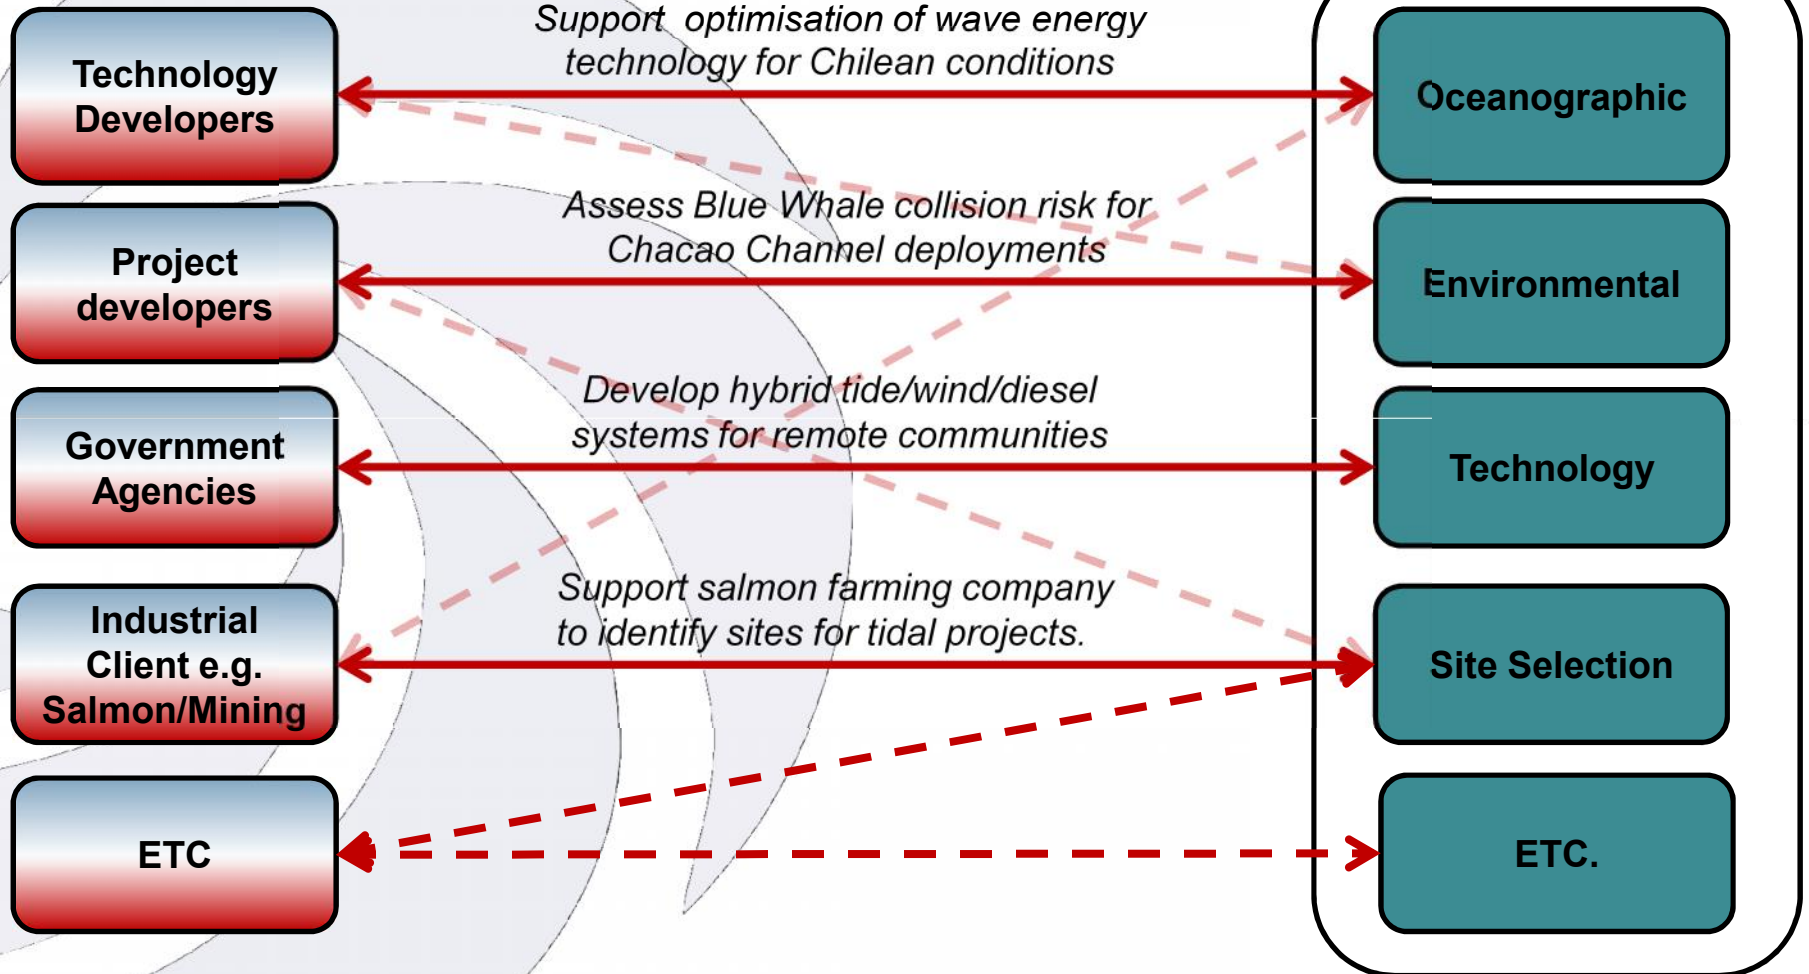 Support  optimisation of wave energy
technology for Chilean conditions
Technology
Developers
Oceanographic
Assess Blue Whale collision risk for
Chacao Channel deployments
Project
developers
Environmental
Develop hybrid tide/wind/diesel
systems for remote communities
Government
Agencies
Technology
Support salmon farming company
to identify sites for tidal projects.
Industrial
Client e.g.
Salmon/Mining
Site Selection
ETC
ETC.